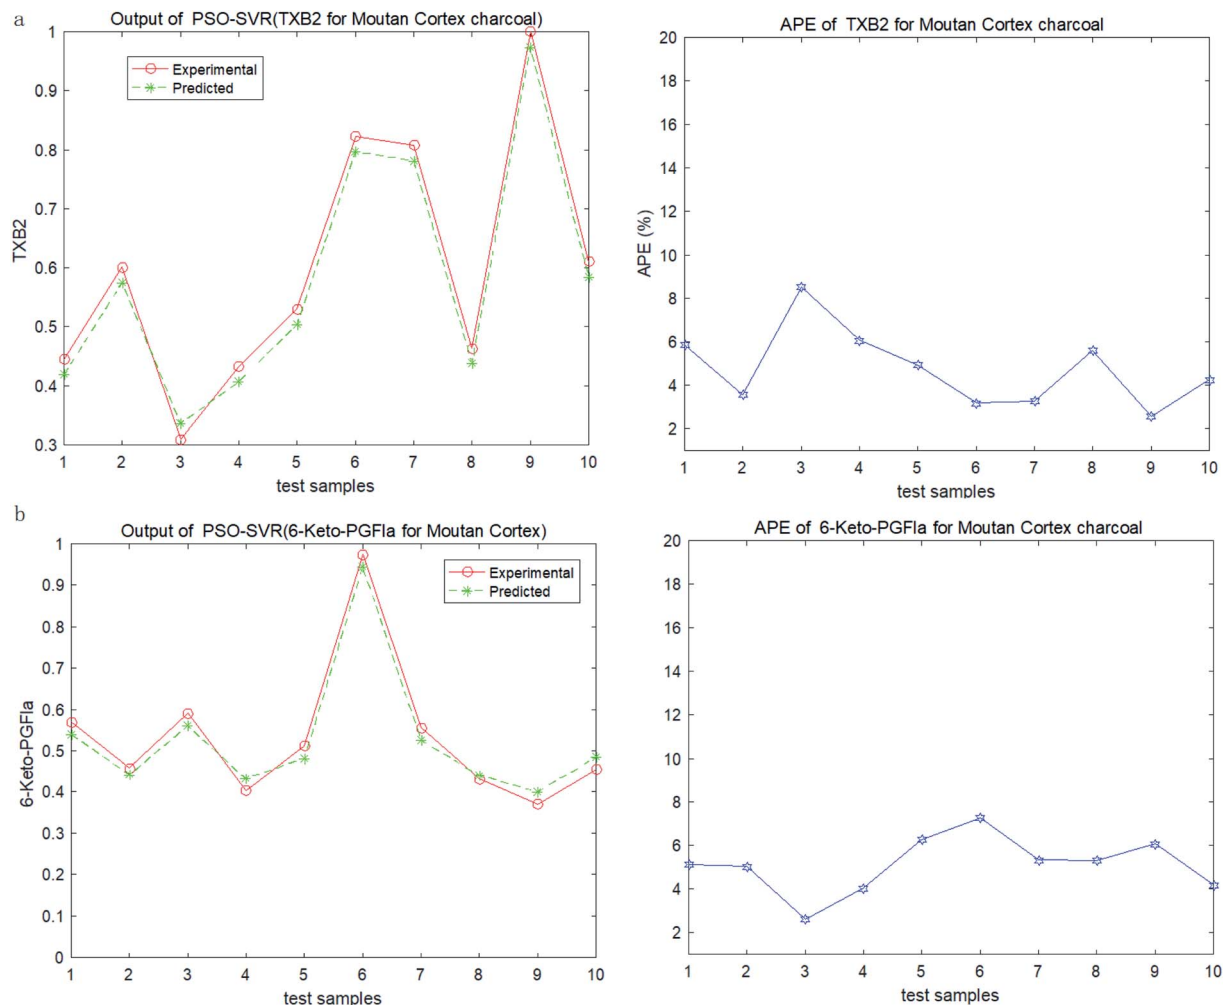 a
Output of PSO-SVR(TXB2 for Moutan Cortex charcoal)
1
0.9
0.8
0.7
0.6
0.5
0.4
0.3
TXB2
Experimental
Predicted
1 2 3 4 5 6 7 8 9 10
test samples
APE of TXB2 for Moutan Cortex charcoal
20
18
16
14
12
10
8
6
4
2
APE (%)
1 2 3 4 5 6 7 8 9 10
test samples
b
Output of PSO-SVR(6-Keto-PGFla for Moutan Cortex)
1
0.9
0.8
0.7
0.6
0.5
0.4
0.3
0.2
0.1
0
6-Keto-PGFla
Experimental
Predicted
1 2 3 4 5 6 7 8 9 10
test samples
APE of 6-Keto-PGFla for Moutan Cortex charcoal
20
18
16
14
12
10
8
6
4
2
1 2 3 4 5 6 7 8 9 10
test samples